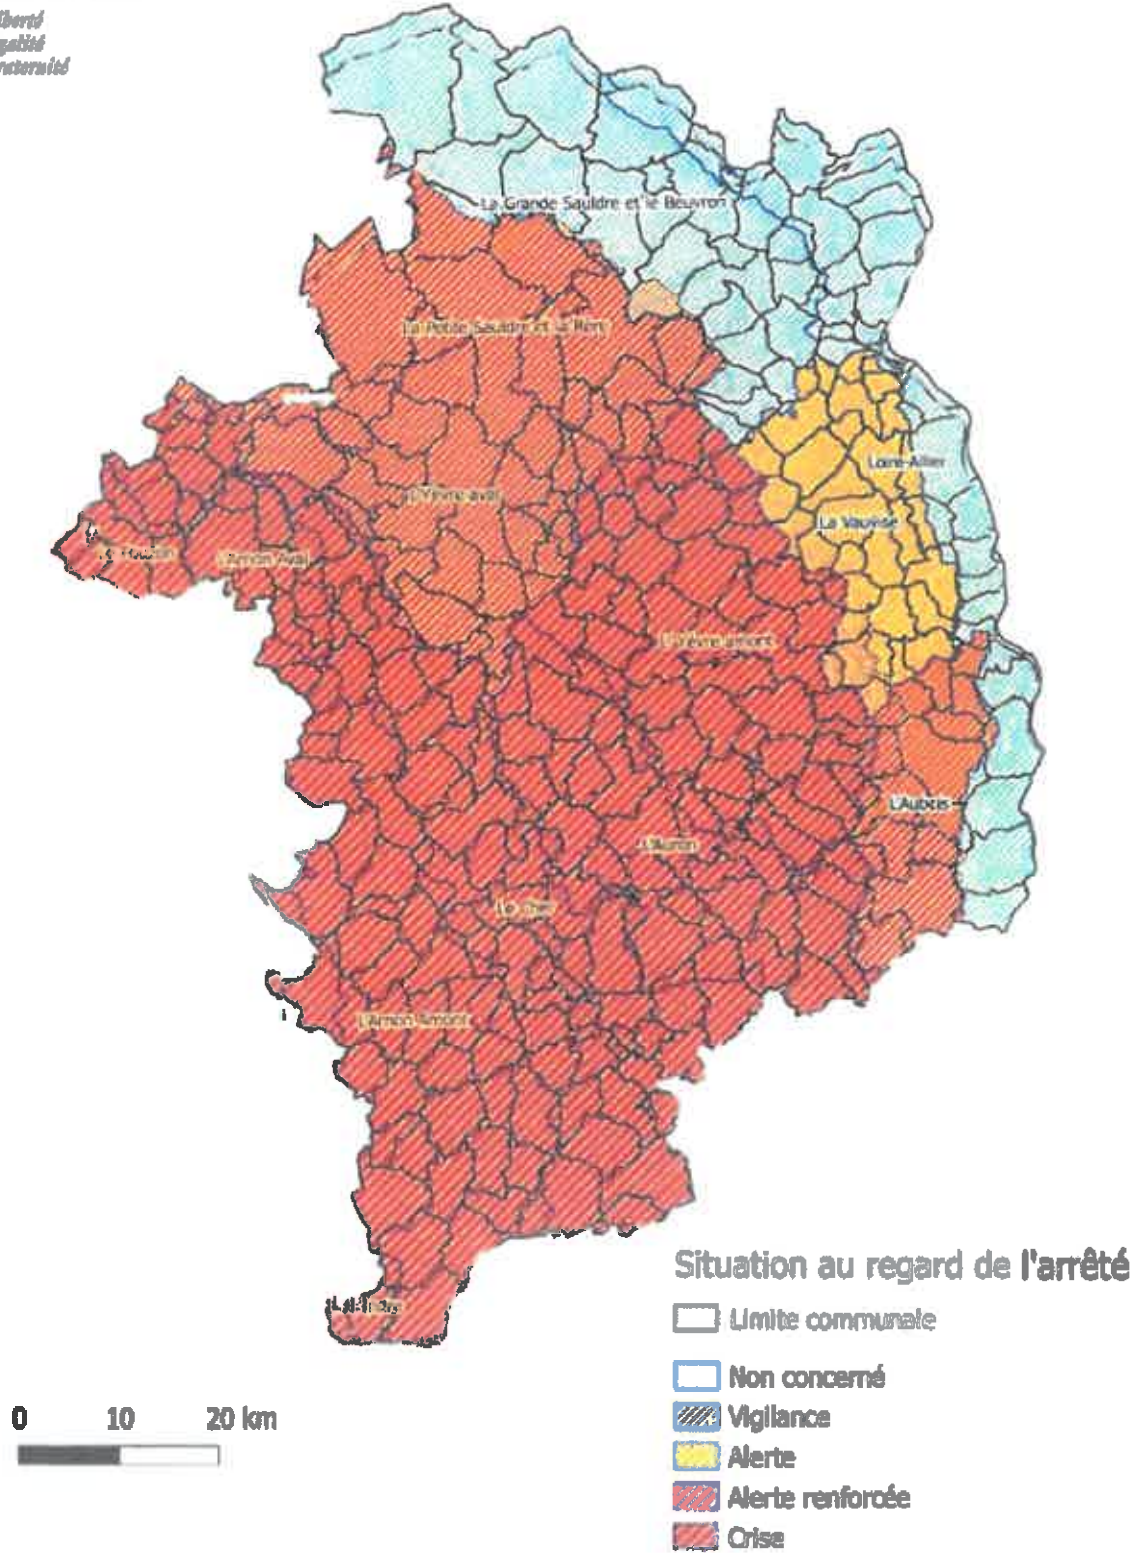 La Grande Sauldre et le Beuvron
La Petite Sauldre et la Rère
Loire-Allier
L'Yèvre aval
La Vauvise
L'Arnon Aval
L'Yèvre amont
L'Aubois
L'Auron
Le Cher
L'Arnon Amont
Situation au regard de l'arrêté
Limite communale
Non concerné
Vigilance
Alerte
Alerte renforcée
Crise
0 10 20 km